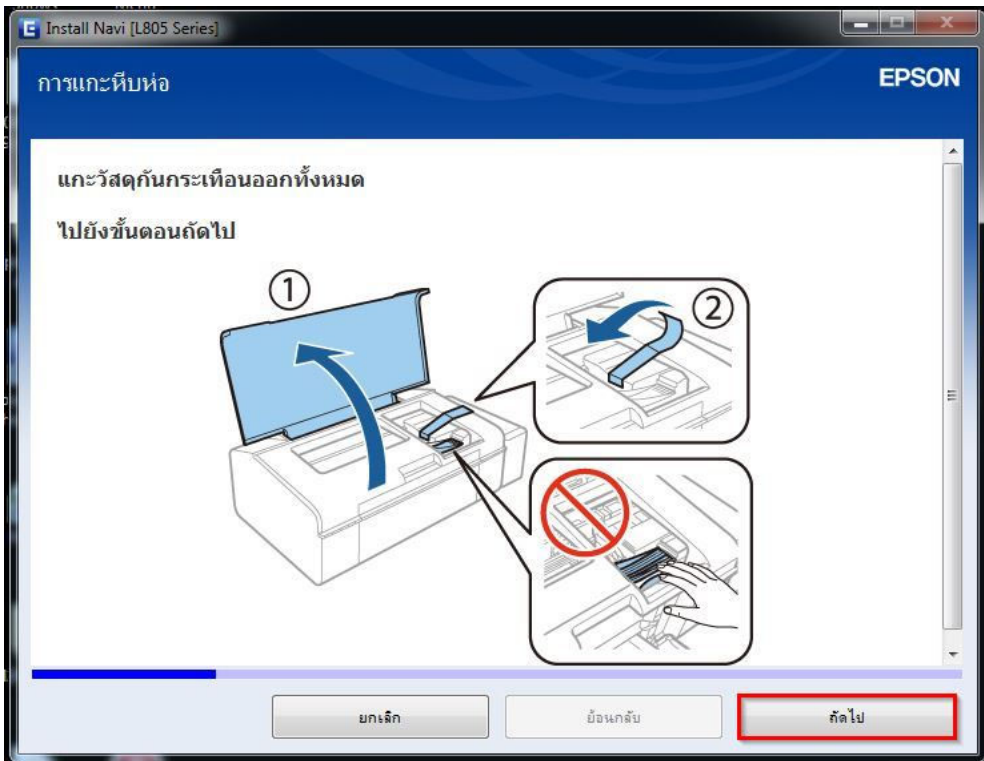 Install Navi [L805 Series]
การแกะหีบห่อ
EPSON
แกะวัสดุกันกระเทือนออกทั้งหมด
ไปยังขั้นตอนถัดไป
1
2
ยกเลิก
ย้อนกลับ
ถัดไป